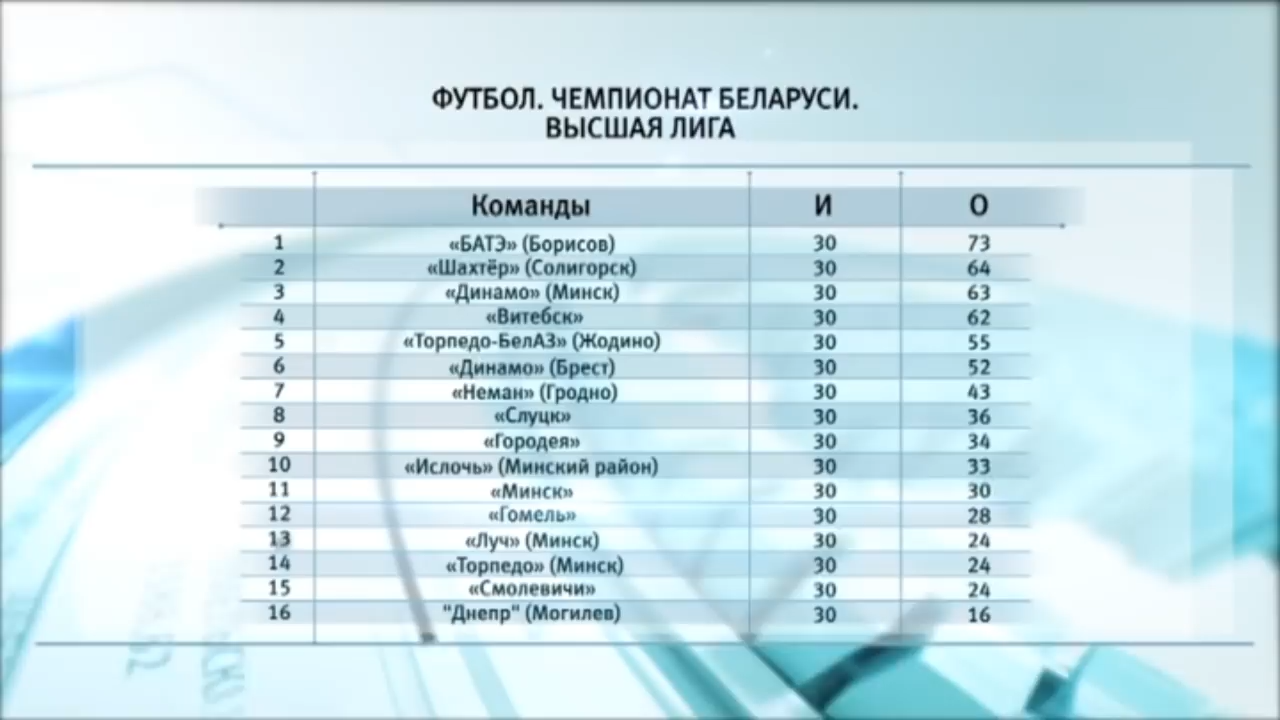 ФУТБОЛ. ЧЕМПИОНАТ БЕЛАРУСИ.
ВЫСШАЯ ЛИГА
Команды И О
1 «БАТЭ» (Борисов) 30 73
2 «Шахтёр» (Солигорск) 30 64
3 «Динамо» (Минск) 30 63
4 «Витебск» 30 62
5 «Торпедо-БелАЗ» (Жодино) 30 55
6 «Динамо» (Брест) 30 52
7 «Неман» (Гродно) 30 43
8 «Слуцк» 30 36
9 «Городея» 30 34
10 «Ислочь» (Минский район) 30 33
11 «Минск» 30 30
12 «Гомель» 30 28
13 «Луч» (Минск) 30 24
14 «Торпедо» (Минск) 30 24
15 «Смолевичи» 30 24
16 "Днепр" (Могилев) 30 16